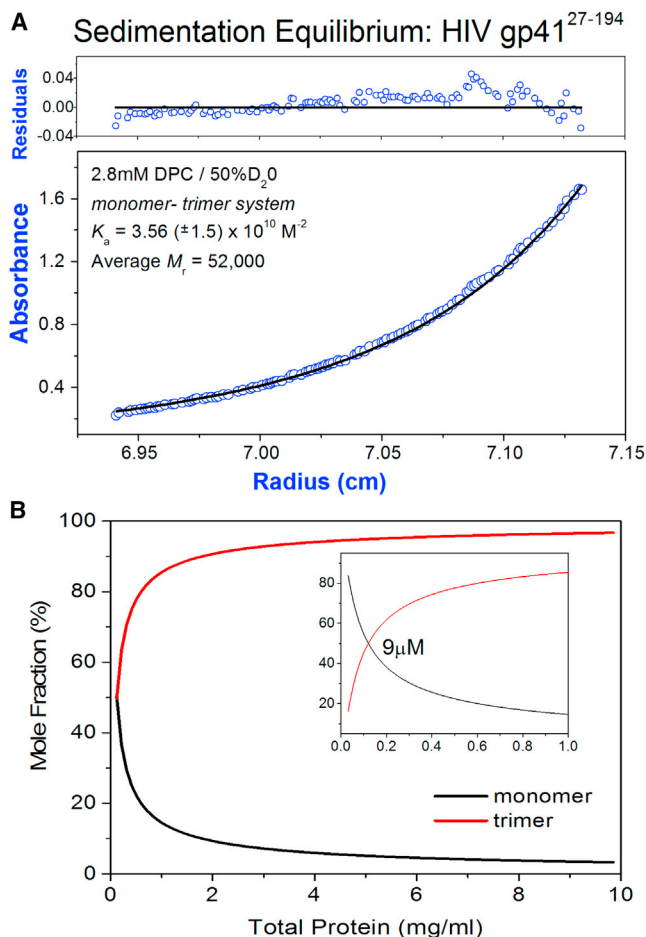 A
Sedimentation Equilibrium: HIV gp41²⁷⁻¹⁹⁴
Residuals
0.04
0.00
-0.04
2.8mM DPC / 50%D₂0
monomer- trimer system
Kₐ = 3.56 (±1.5) x 10¹⁰ M⁻²
Average Mᵣ = 52,000
Absorbance
1.6
1.2
0.8
0.4
6.95 7.00 7.05 7.10 7.15
Radius (cm)
B
Mole Fraction (%)
100
80
60
40
20
0
80
60
40
20
9μM
0.0 0.2 0.4 0.6 0.8 1.0
monomer
trimer
0 2 4 6 8 10
Total Protein (mg/ml)